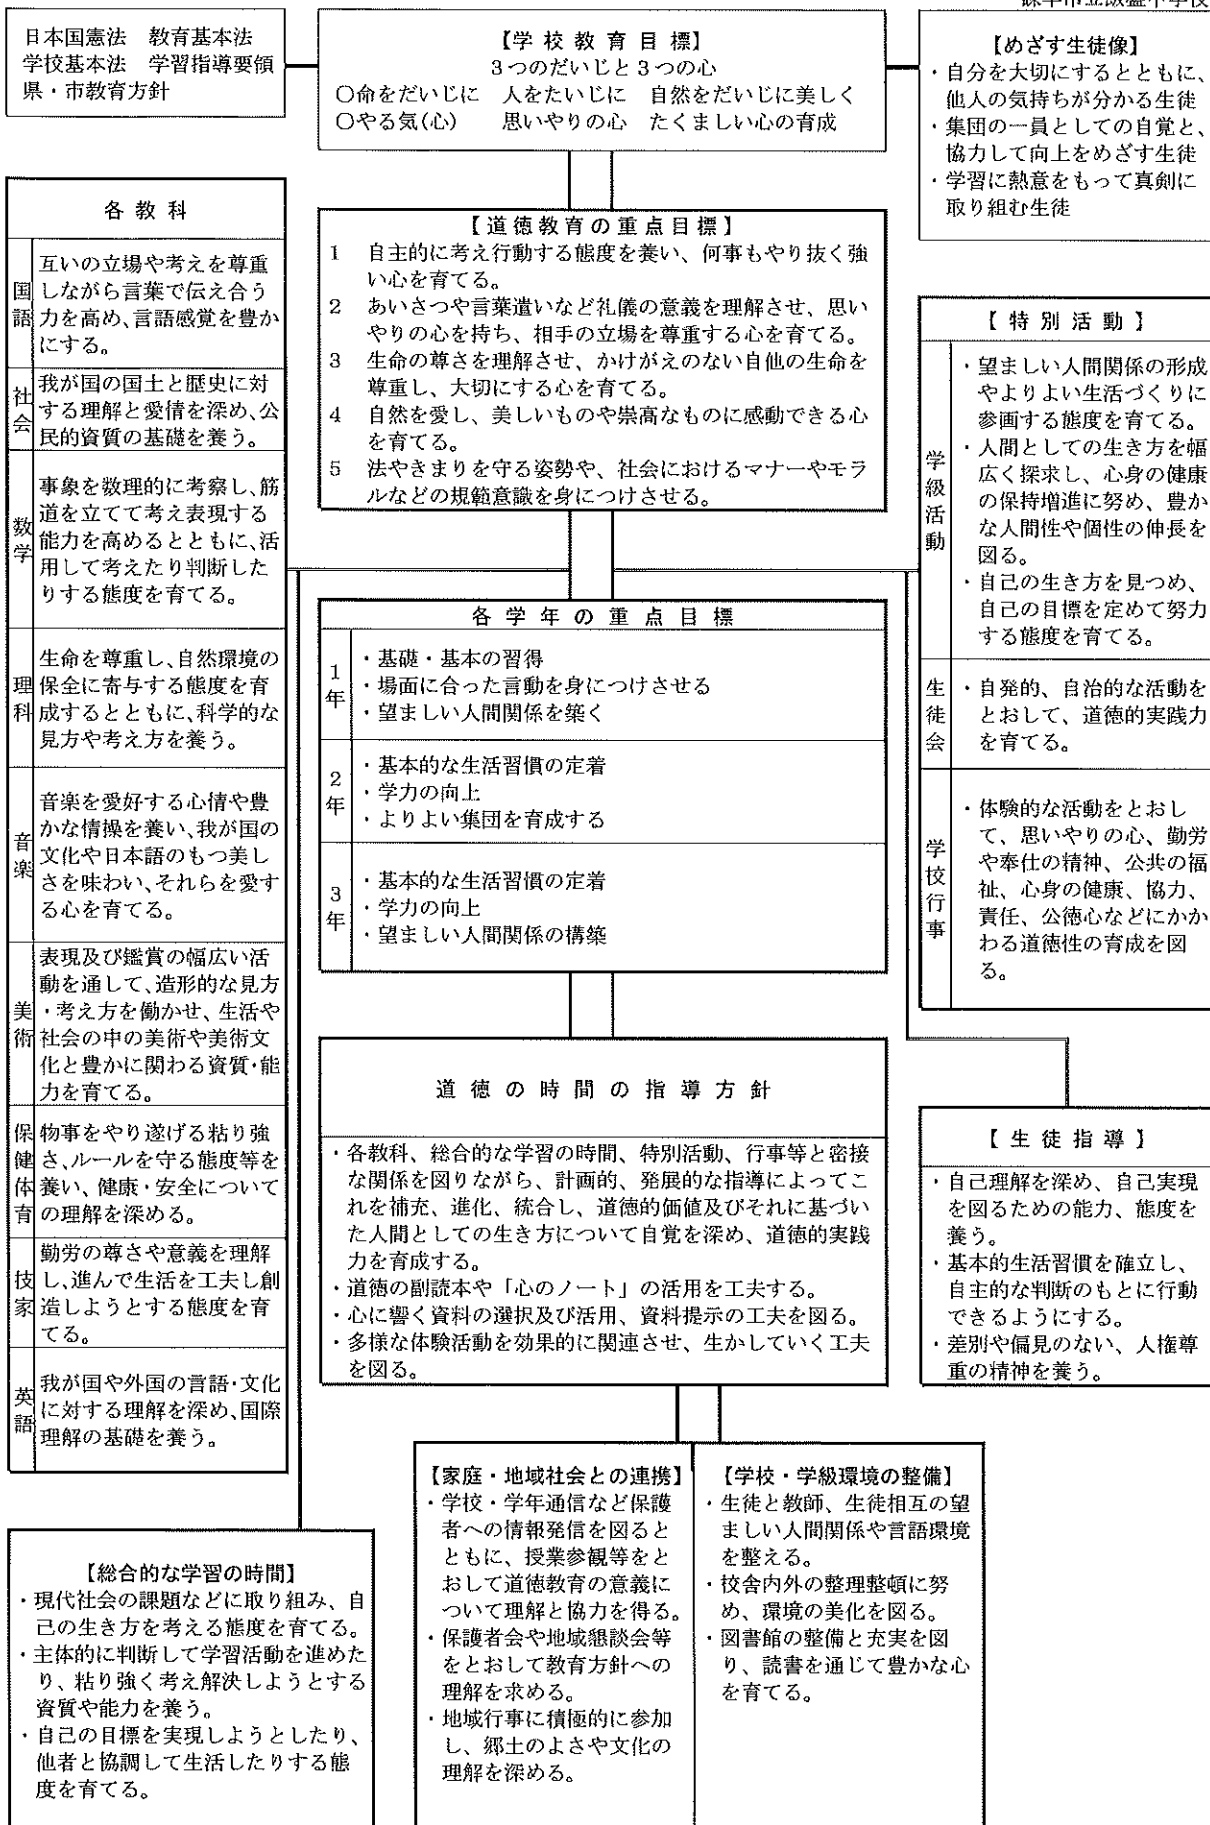 日本国憲法　教育基本法
学校基本法　学習指導要領
県・市教育方針
【学校教育目標】
3つのだいじと3つの心
○命をだいじに　人をたいじに　自然をだいじに美しく
○やる気(心)　思いやりの心　たくましい心の育成
【めざす生徒像】
・自分を大切にするとともに、
他人の気持ちが分かる生徒
・集団の一員としての自覚と、
協力して向上をめざす生徒
・学習に熱意をもって真剣に
取り組む生徒
各教科
国語
互いの立場や考えを尊重
しながら言葉で伝え合う
力を高め、言語感覚を豊か
にする。
社会
我が国の国土と歴史に対
する理解と愛情を深め、公
民的資質の基礎を養う。
数学
事象を数理的に考察し、筋
道を立てて考え表現する
能力を高めるとともに、活
用して考えたり判断した
りする態度を育てる。
理科
生命を尊重し、自然環境の
保全に寄与する態度を育
成するとともに、科学的な
見方や考え方を養う。
音楽
音楽を愛好する心情や豊
かな情操を養い、我が国の
文化や日本語のもつ美し
さを味わい、それらを愛す
る心を育てる。
美術
表現及び鑑賞の幅広い活
動を通して、造形的な見方
・考え方を働かせ、生活や
社会の中の美術や美術文
化と豊かに関わる資質・能
力を育てる。
保健体育
物事をやり遂げる粘り強
さ、ルールを守る態度等を
養い、健康・安全について
の理解を深める。
技家
勤労の尊さや意義を理解
し、進んで生活を工夫し創
造しようとする態度を育
てる。
英語
我が国や外国の言語・文化
に対する理解を深め、国際
理解の基礎を養う。
【道徳教育の重点目標】
1　自主的に考え行動する態度を養い、何事もやり抜く強
い心を育てる。
2　あいさつや言葉遣いなど礼儀の意義を理解させ、思い
やりの心を持ち、相手の立場を尊重する心を育てる。
3　生命の尊さを理解させ、かけがえのない自他の生命を
尊重し、大切にする心を育てる。
4　自然を愛し、美しいものや崇高なものに感動できる心
を育てる。
5　法やきまりを守る姿勢や、社会におけるマナーやモラ
ルなどの規範意識を身につけさせる。
各学年の重点目標
1年
・基礎・基本の習得
・場面に合った言動を身につけさせる
・望ましい人間関係を築く
2年
・基本的な生活習慣の定着
・学力の向上
・よりよい集団を育成する
3年
・基本的な生活習慣の定着
・学力の向上
・望ましい人間関係の構築
道徳の時間の指導方針
・各教科、総合的な学習の時間、特別活動、行事等と密接
な関係を図りながら、計画的、発展的な指導によってこ
れを補充、進化、統合し、道徳的価値及びそれに基づい
た人間としての生き方について自覚を深め、道徳的実践
力を育成する。
・道徳の副読本や「心のノート」の活用を工夫する。
・心に響く資料の選択及び活用、資料提示の工夫を図る。
・多様な体験活動を効果的に関連させ、生かしていく工夫
を図る。
【特別活動】
学級活動
・望ましい人間関係の形成
やよりよい生活づくりに
参画する態度を育てる。
・人間としての生き方を幅
広く探求し、心身の健康
の保持増進に努め、豊か
な人間性や個性の伸長を
図る。
・自己の生き方を見つめ、
自己の目標を定めて努力
する態度を育てる。
生徒会
・自発的、自治的な活動を
とおして、道徳的実践力
を育てる。
学校行事
・体験的な活動をとおし
て、思いやりの心、勤労
や奉仕の精神、公共の福
祉、心身の健康、協力、
責任、公徳心などにかか
わる道徳性の育成を図
る。
【生徒指導】
・自己理解を深め、自己実現
を図るための能力、態度を
養う。
・基本的生活習慣を確立し、
自主的な判断のもとに行動
できるようにする。
・差別や偏見のない、人権尊
重の精神を養う。
【総合的な学習の時間】
・現代社会の課題などに取り組み、自
己の生き方を考える態度を育てる。
・主体的に判断して学習活動を進めた
り、粘り強く考え解決しようとする
資質や能力を養う。
・自己の目標を実現しようとしたり、
他者と協調して生活したりする態
度を育てる。
【家庭・地域社会との連携】
・学校・学年通信など保護
者への情報発信を図ると
ともに、授業参観等をと
おして道徳教育の意義に
ついて理解と協力を得る。
・保護者会や地域懇談会等
をとおして教育方針への
理解を求める。
・地域行事に積極的に参加
し、郷土のよさや文化の
理解を深める。
【学校・学級環境の整備】
・生徒と教師、生徒相互の望
ましい人間関係や言語環境
を整える。
・校舎内外の整理整頓に努
め、環境の美化を図る。
・図書館の整備と充実を図
り、読書を通じて豊かな心
を育てる。